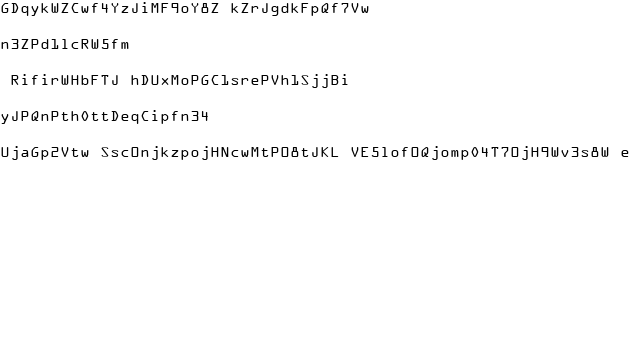 GDqykWZCwf4YzJiMF9oY8Z kZrJgdkFpQf7Vw
n3ZPd1lcRW5fm
RifirWHbFTJ hDUxMoPGC1srePVh1SjjBi
yJPQnPth0ttDeqCipfn34
UjaGp2Vtw SscOnjkzpojHNcwMtPO8tJKL VE5lofOQjomp04T7OjH9Wv3s8W e